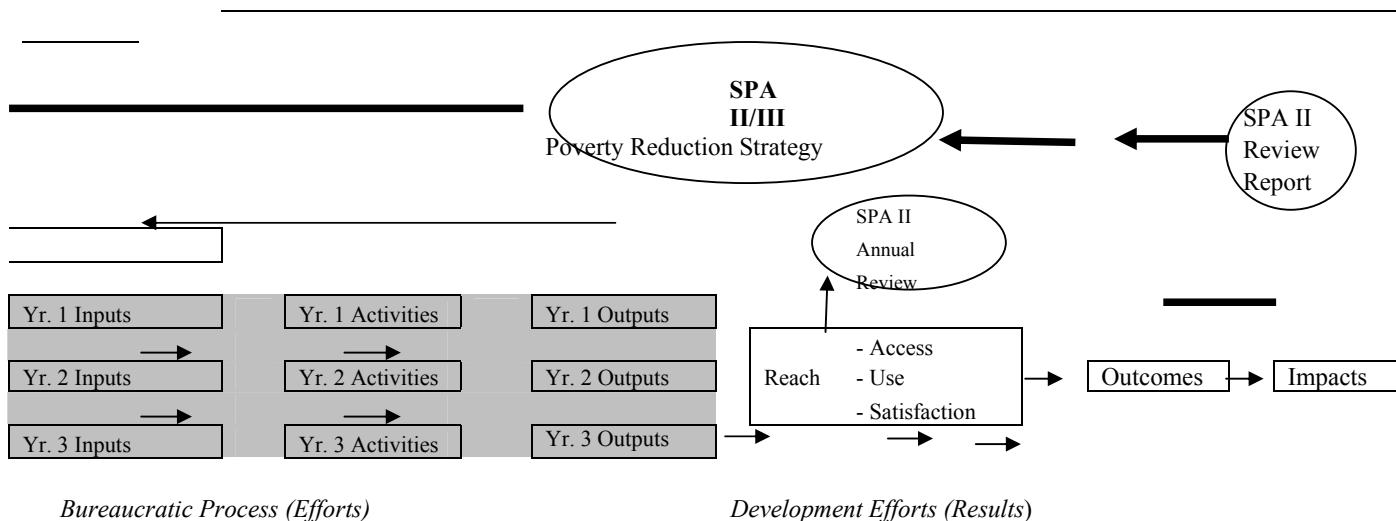 SPA
II/III
Poverty Reduction Strategy
SPA II
Review
Report
SPA II
Annual
Review
Yr. 1 Inputs
Yr. 1 Activities
Yr. 1 Outputs
Yr. 2 Inputs
Yr. 2 Activities
Yr. 2 Outputs
Yr. 3 Inputs
Yr. 3 Activities
Yr. 3 Outputs
Reach
- Access
- Use
- Satisfaction
Outcomes
Impacts
Bureaucratic Process (Efforts)
Development Efforts (Results)